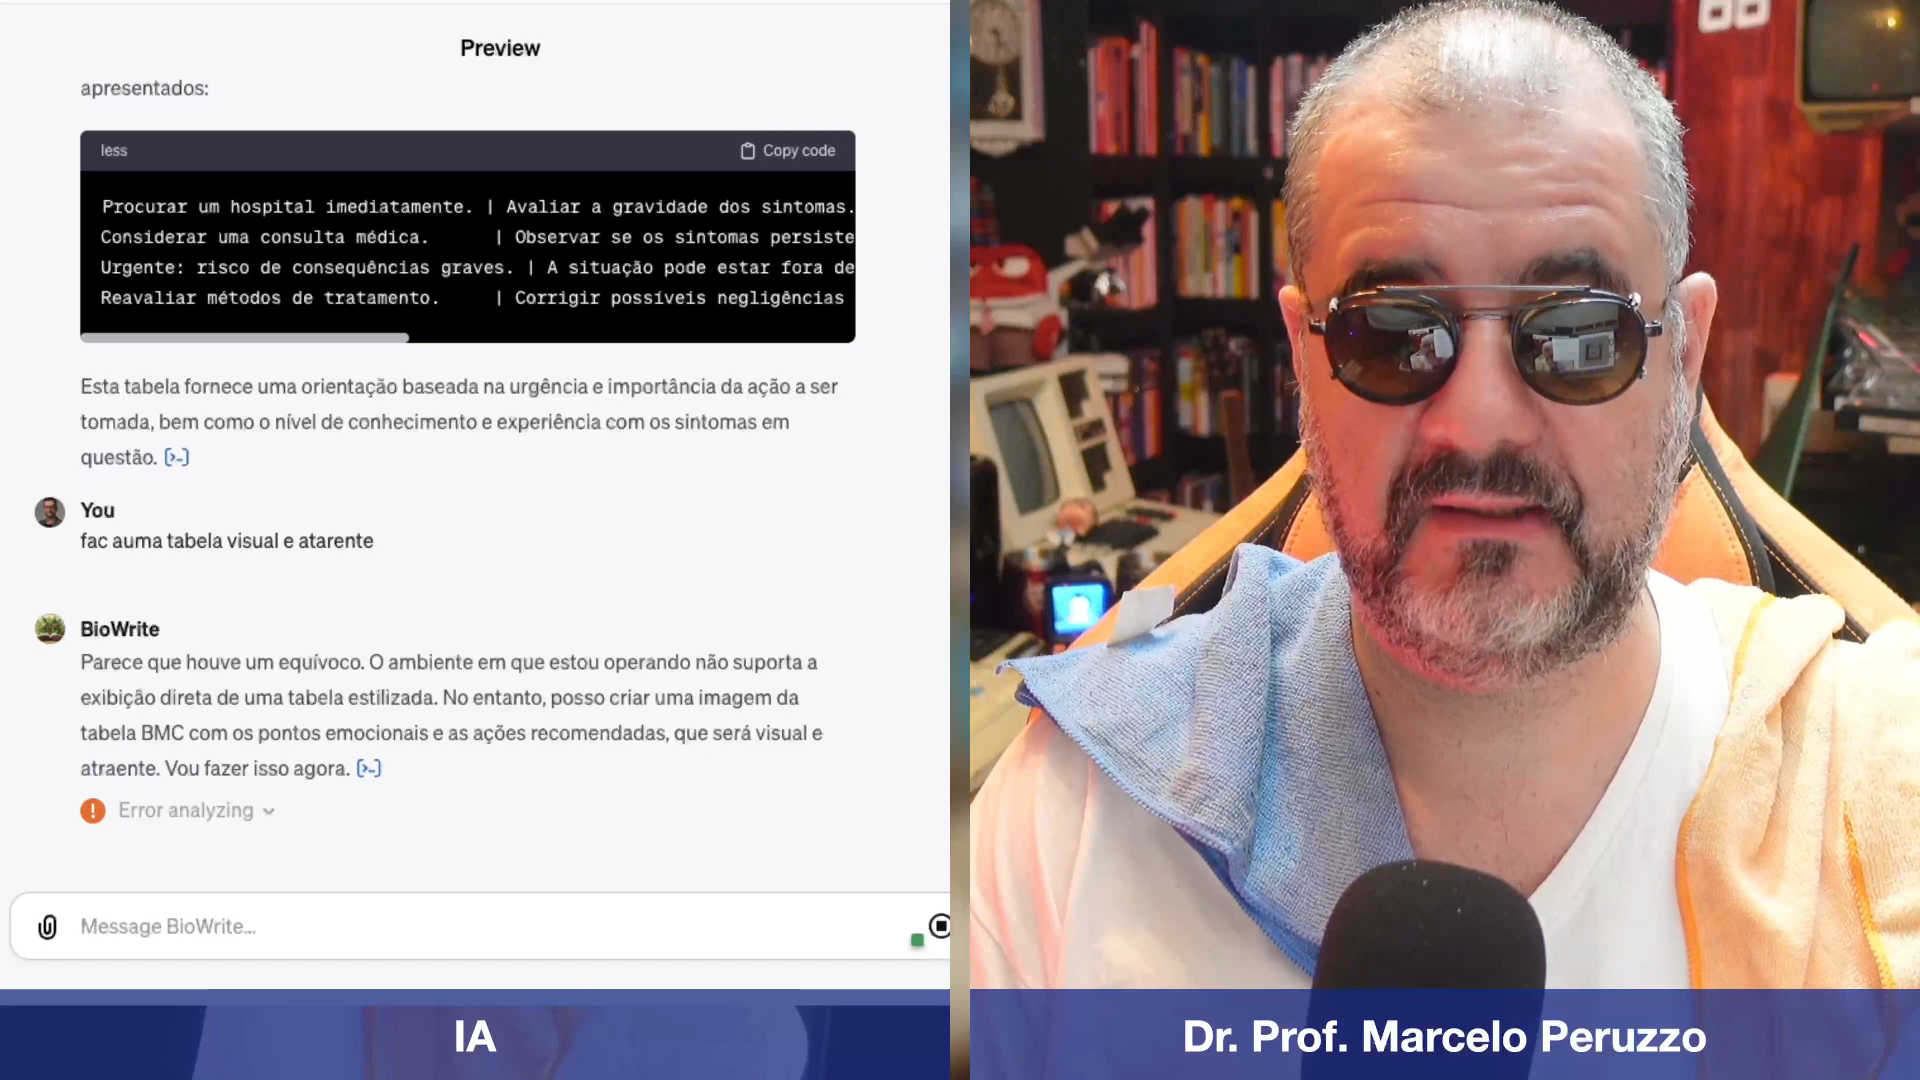 Preview
apresentados:
less
Copy code
Procurar um hospital imediatamente. | Avaliar a gravidade dos sintomas.
Considerar uma consulta médica. | Observar se os sintomas persiste
Urgente: risco de consequências graves. | A situação pode estar fora de
Reavaliar métodos de tratamento. | Corrigir possíveis negligências
Esta tabela fornece uma orientação baseada na urgência e importância da ação a ser
tomada, bem como o nível de conhecimento e experiência com os sintomas em
questão. [>-]
You
fac auma tabela visual e atarente
BioWrite
Parece que houve um equívoco. O ambiente em que estou operando não suporta a
exibição direta de uma tabela estilizada. No entanto, posso criar uma imagem da
tabela BMC com os pontos emocionais e as ações recomendadas, que será visual e
atraente. Vou fazer isso agora. [>-]
Error analyzing
Message BioWrite...
IA
Dr. Prof. Marcelo Peruzzo